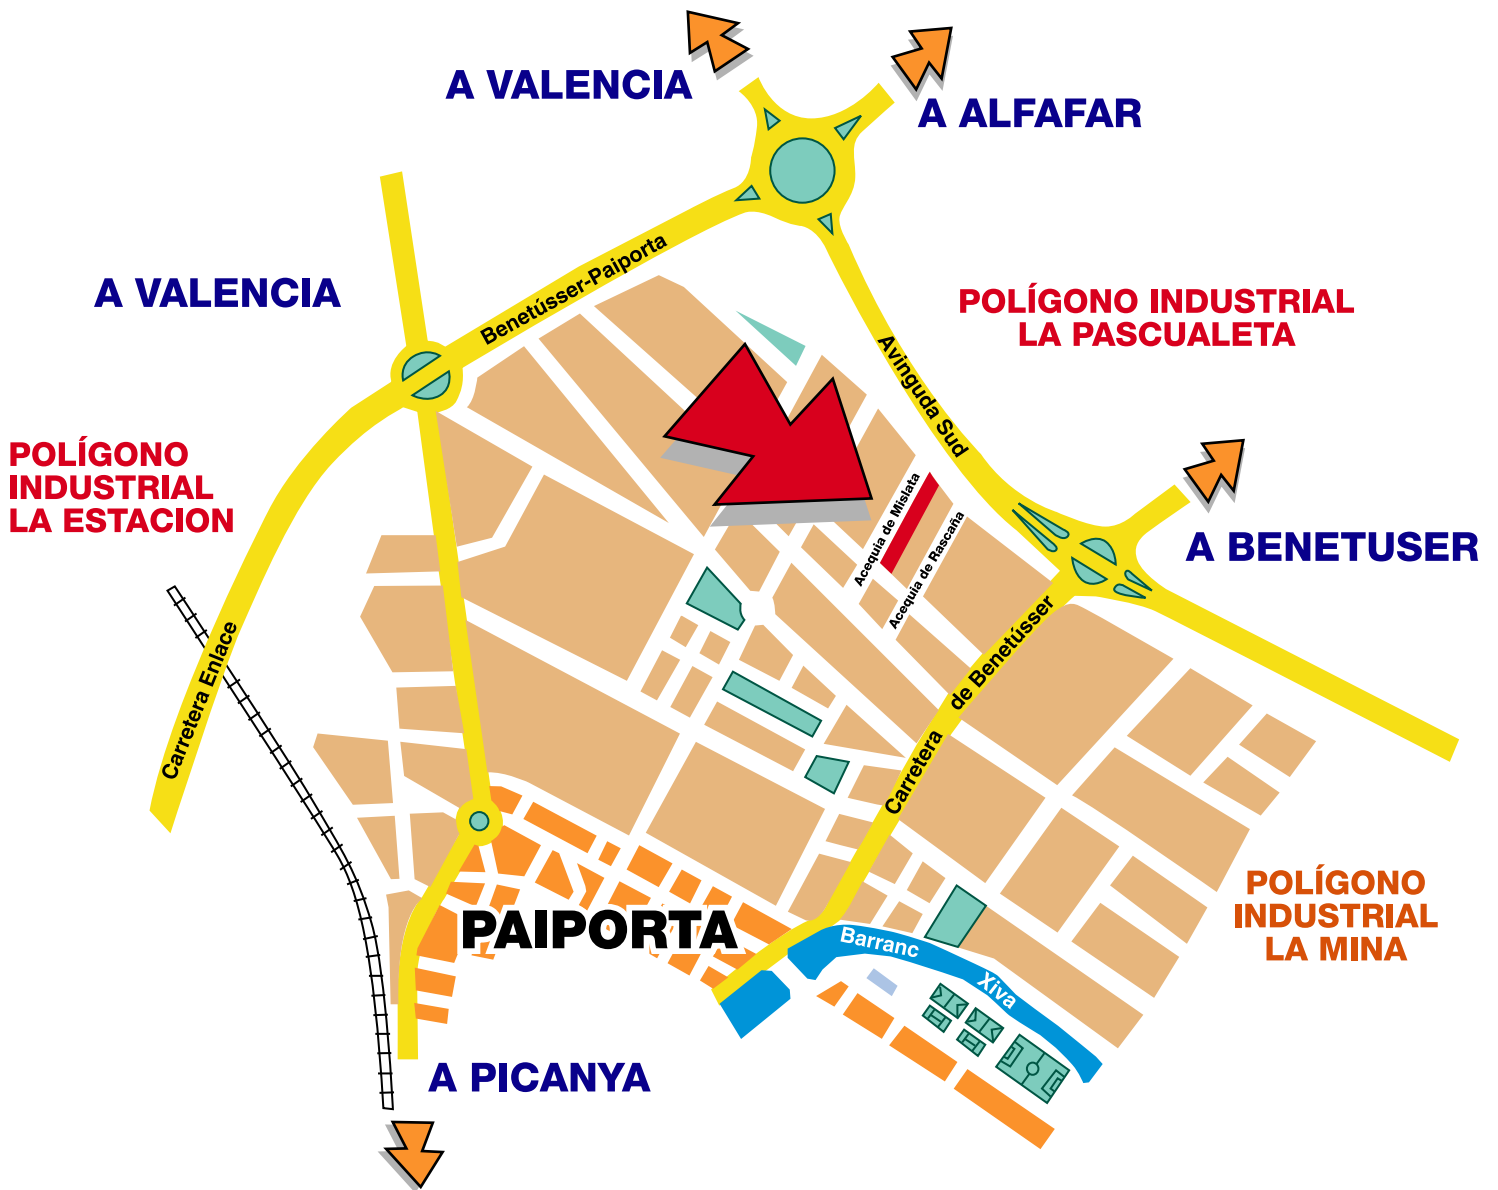 A VALENCIA
A ALFAFAR
Benetússer-Paiporta
A VALENCIA
POLÍGONO INDUSTRIAL
LA PASCUALETA
Avinguda Sud
POLÍGONO
INDUSTRIAL
LA ESTACION
Acequia de Mislata
Acequia de Rascaña
A BENETUSER
Carretera Enlace
Carretera de Benetússer
POLÍGONO
INDUSTRIAL
LA MINA
PAIPORTA
Barranc Xiva
A PICANYA